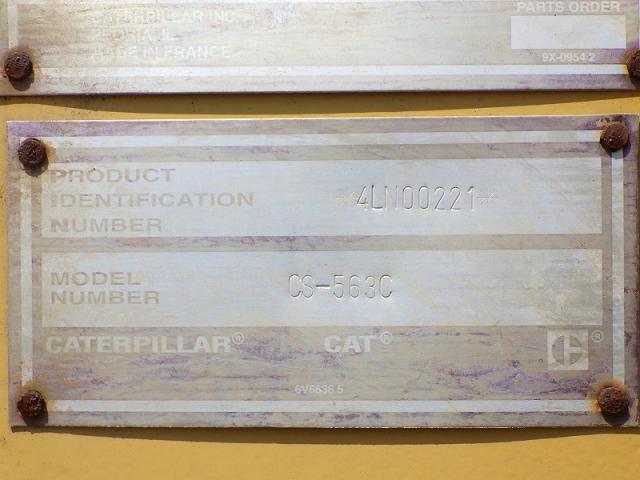 CATERPILLAR INC.
PEORIA, IL
MADE IN FRANCE
PARTS ORDER
9X-0954 2
PRODUCT
IDENTIFICATION
NUMBER
*4LN00221*
MODEL
NUMBER
CS-563C
CATERPILLAR® CAT® C®
6V6636 5